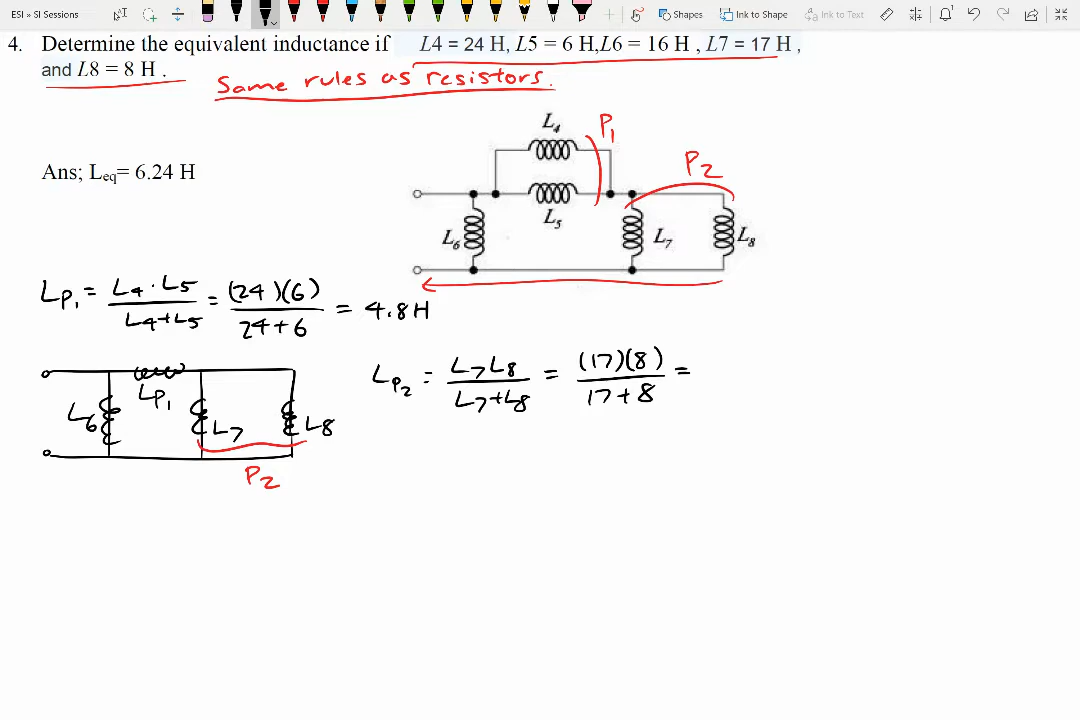 ESI » SI Sessions
Shapes
Ink to Shape
Ink to Text
4. Determine the equivalent inductance if L4 = 24 H, L5 = 6 H,L6 = 16 H , L7 = 17 H ,
and L8 = 8 H .
Same rules as resistors.
L4
P1
P2
Ans; Leq= 6.24 H
L5
L6
L7
L8
LP1 = L4 · L5 / L4+L5 = (24)(6) / 24+6 = 4.8H
LP2 = L7L8 / L7+L8 = (17)(8) / 17+8 =
LP1
L6
L7
L8
P2